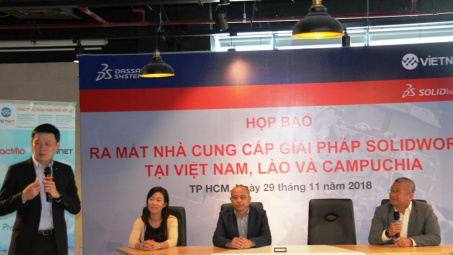 DASSAULT SYSTEMES
VIETNE
SOLIDW
HỌP BÁO
RA MẮT NHÀ CUNG CẤP GIẢI PHÁP SOLIDWOR
TẠI VIỆT NAM, LÀO VÀ CAMPUCHIA
TP HCM, Ngày 29 tháng 11 năm 2018